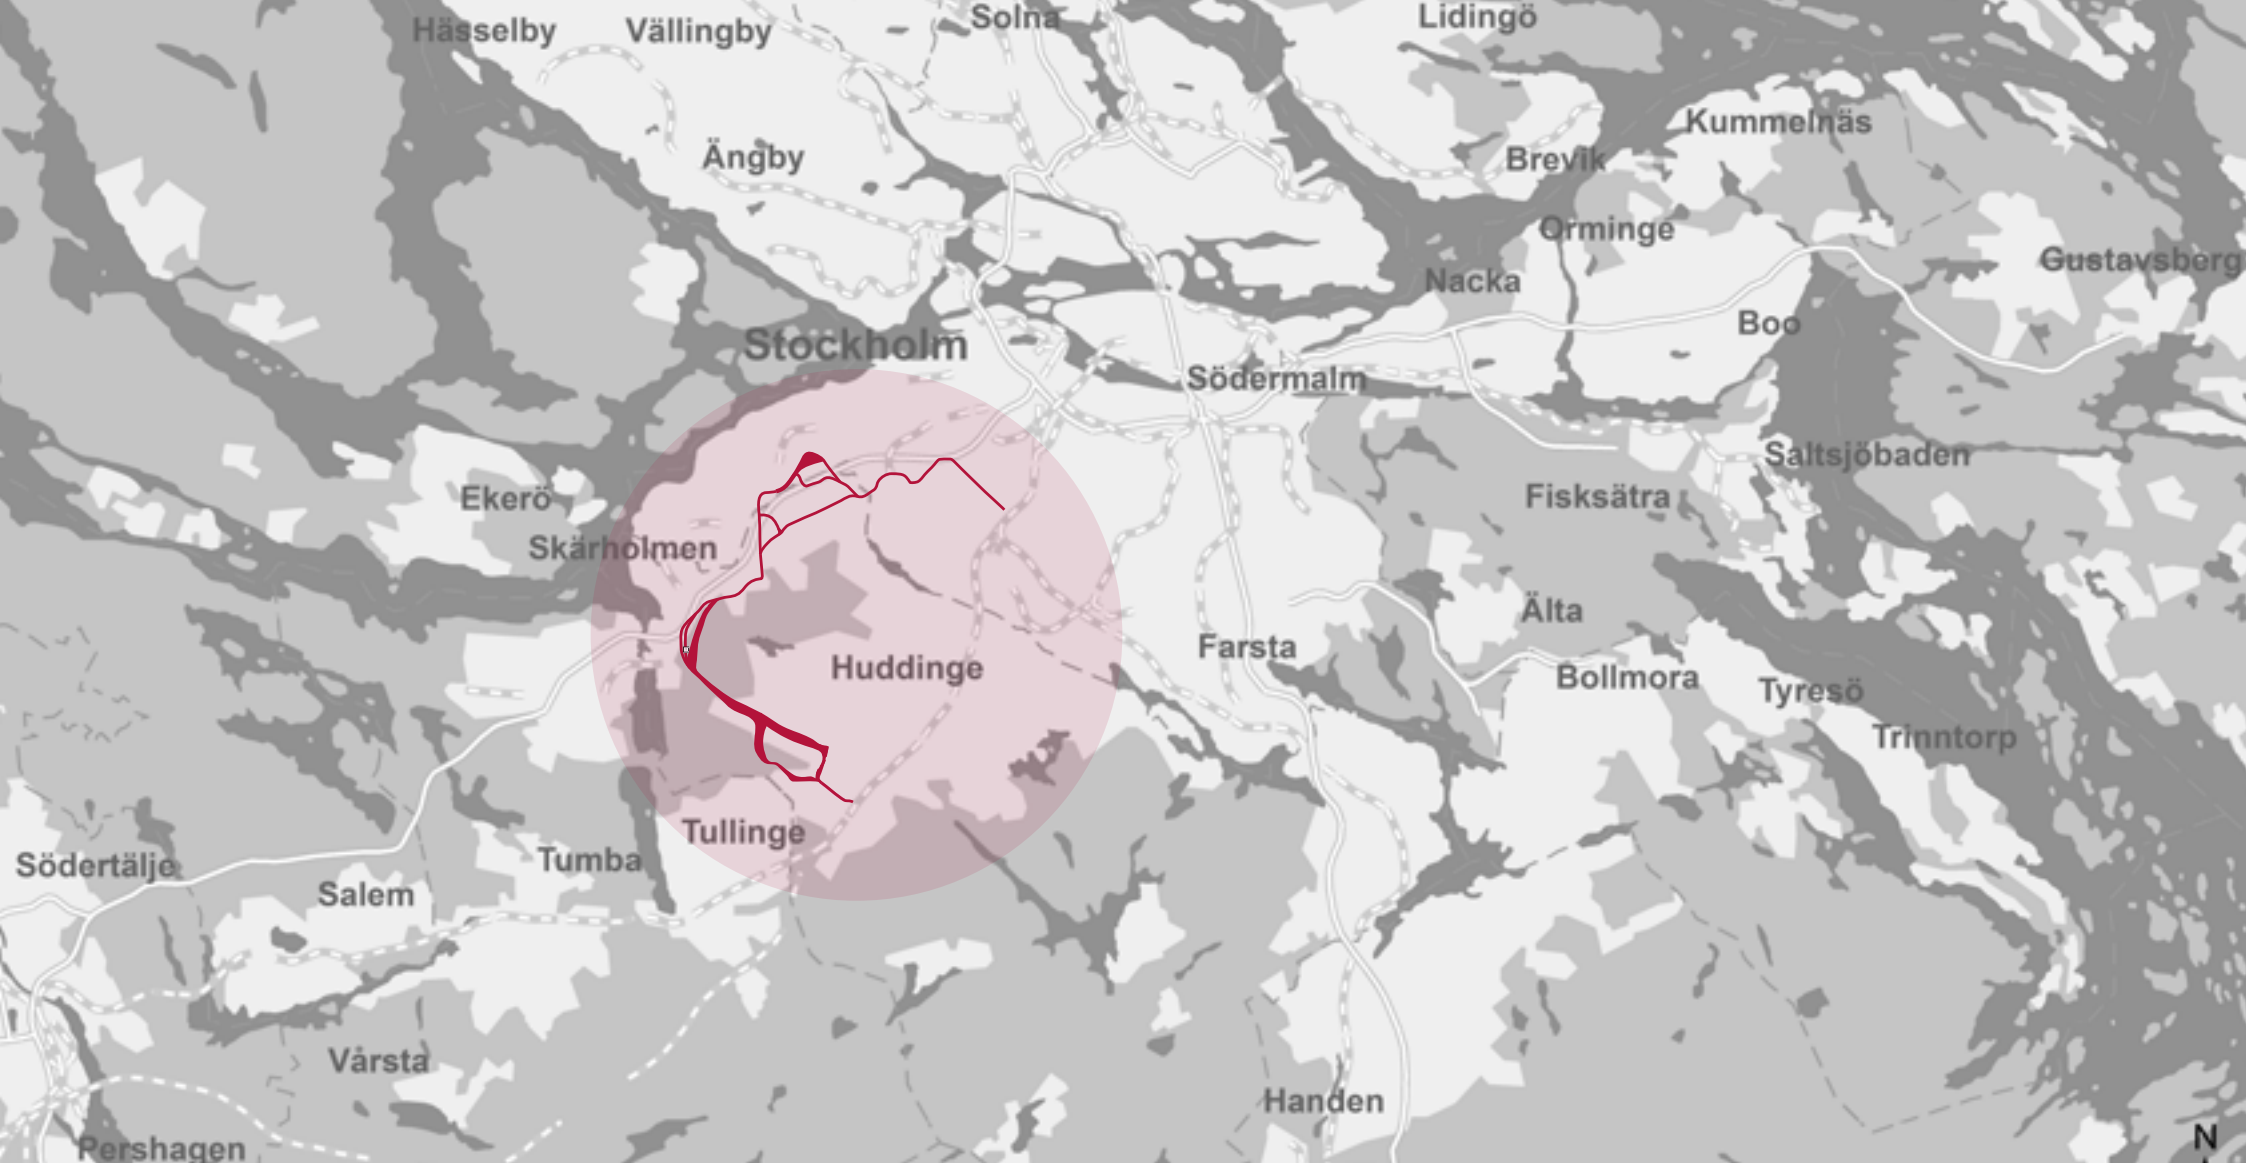 Solna
Lidingö
Hässelby
Vällingby
Kummelnäs
Ängby
Brevik
Orminge
Gustavsberg
Nacka
Boo
Stockholm
Södermalm
Saltsjöbaden
Ekerö
Fisksätra
Skärholmen
Älta
Farsta
Huddinge
Bollmora
Tyresö
Trinntorp
Tullinge
Tumba
Södertälje
Salem
Vårsta
Handen
N
Pershagen